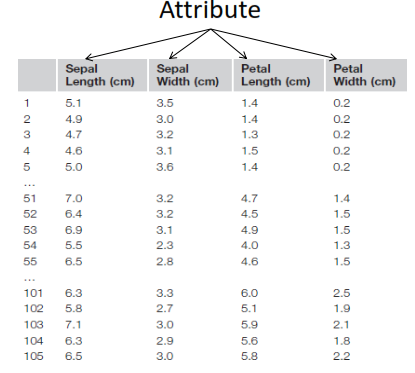 Attribute
Sepal Length (cm) Sepal Width (cm) Petal Length (cm) Petal Width (cm)
1 5.1 3.5 1.4 0.2
2 4.9 3.0 1.4 0.2
3 4.7 3.2 1.3 0.2
4 4.6 3.1 1.5 0.2
5 5.0 3.6 1.4 0.2
...
51 7.0 3.2 4.7 1.4
52 6.4 3.2 4.5 1.5
53 6.9 3.1 4.9 1.5
54 5.5 2.3 4.0 1.3
55 6.5 2.8 4.6 1.5
...
101 6.3 3.3 6.0 2.5
102 5.8 2.7 5.1 1.9
103 7.1 3.0 5.9 2.1
104 6.3 2.9 5.6 1.8
105 6.5 3.0 5.8 2.2